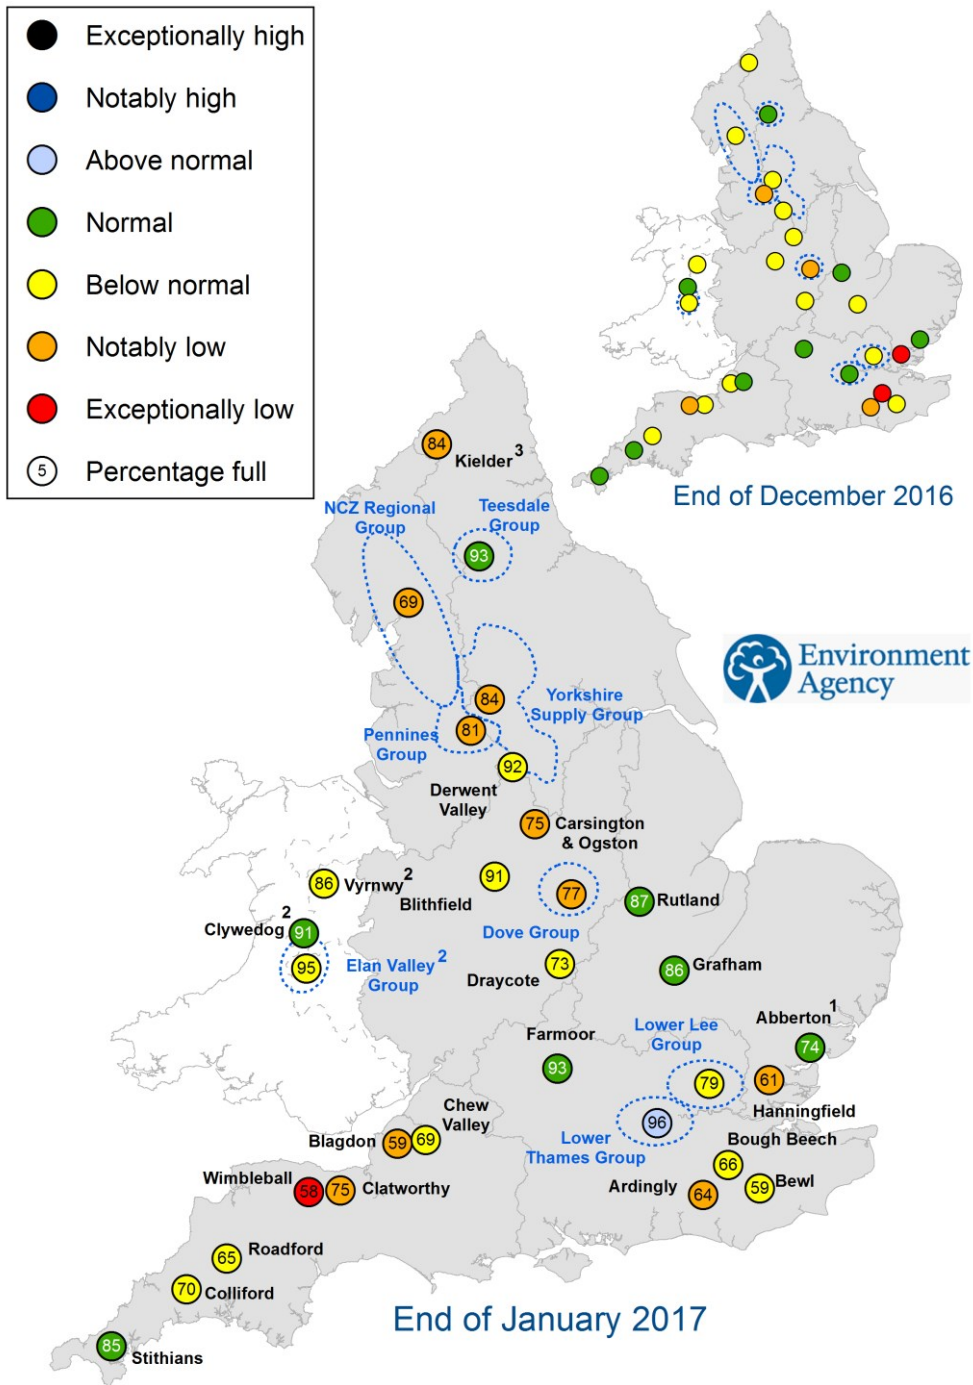 Exceptionally high
Notably high
Above normal
Normal
Below normal
Notably low
Exceptionally low
5 Percentage full
End of December 2016
84
Kielder 3
NCZ Regional
Group
Teesdale
Group
93
69
Environment
Agency
Yorkshire
Supply Group
84
Pennines
Group
81
92
Derwent
Valley
75
Carsington
& Ogston
86
Vyrnwy 2
91
Blithfield
77
Dove Group
87
Rutland
Clywedog 2
91
95
Elan Valley 2
Group
73
Draycote
86
Grafham
Abberton 1
74
Farmoor
93
Lower Lee
Group
79
61
Hanningfield
Chew
Valley
Blagdon
59
69
96
Lower
Thames Group
Bough Beech
66
Wimbleball
58
75
Clatworthy
Ardingly
64
59
Bewl
65
Roadford
70
Colliford
85
Stithians
End of January 2017